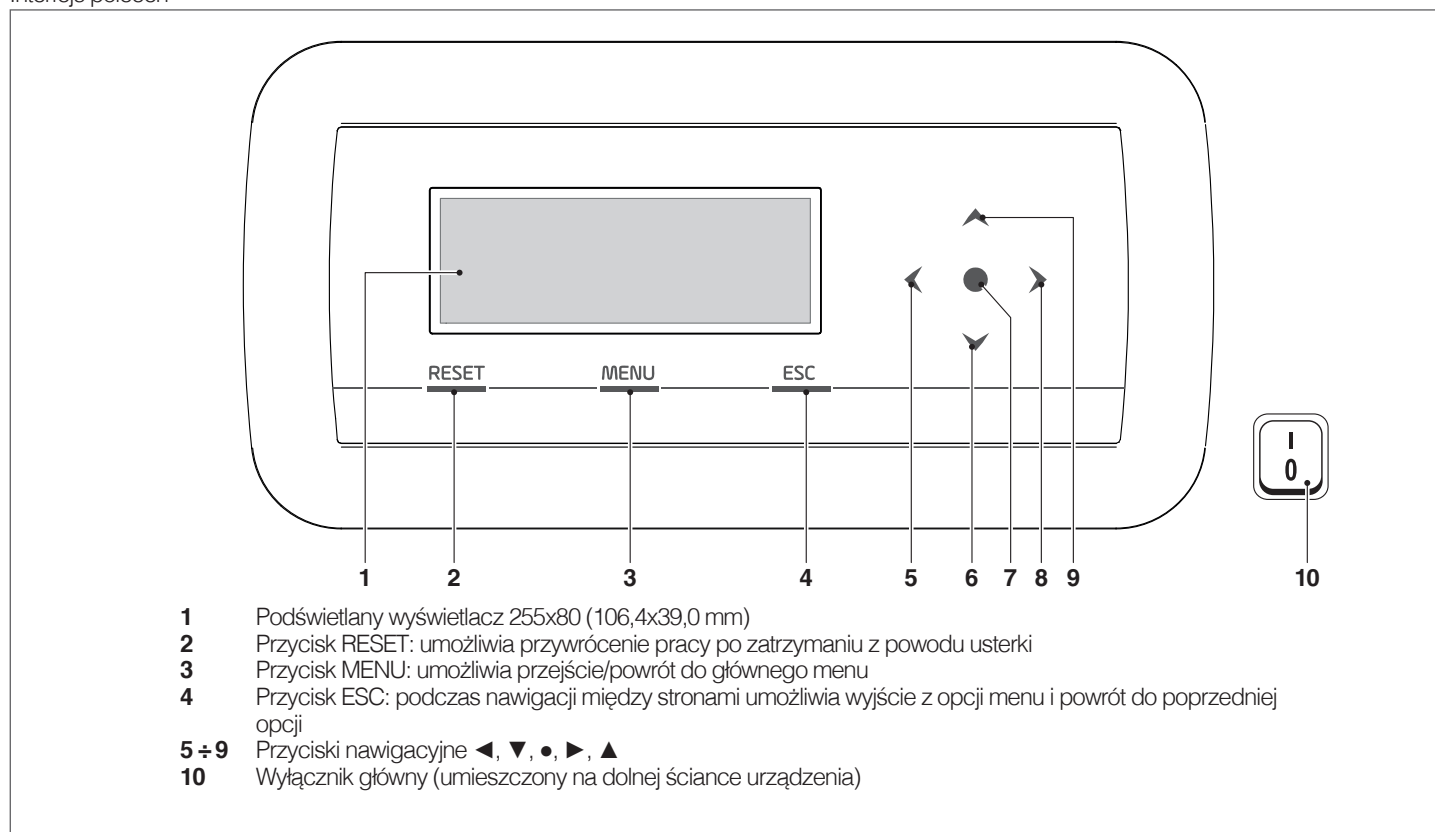 RESET MENU ESC
I
0
1 2 3 4 5 6 7 8 9 10
1 Podświetlany wyświetlacz 255x80 (106,4x39,0 mm)
2 Przycisk RESET: umożliwia przywrócenie pracy po zatrzymaniu z powodu usterki
3 Przycisk MENU: umożliwia przejście/powrót do głównego menu
4 Przycisk ESC: podczas nawigacji między stronami umożliwia wyjście z opcji menu i powrót do poprzedniej
opcji
5÷9 Przyciski nawigacyjne ◄, ▼, ●, ►, ▲
10 Wyłącznik główny (umieszczony na dolnej ściance urządzenia)